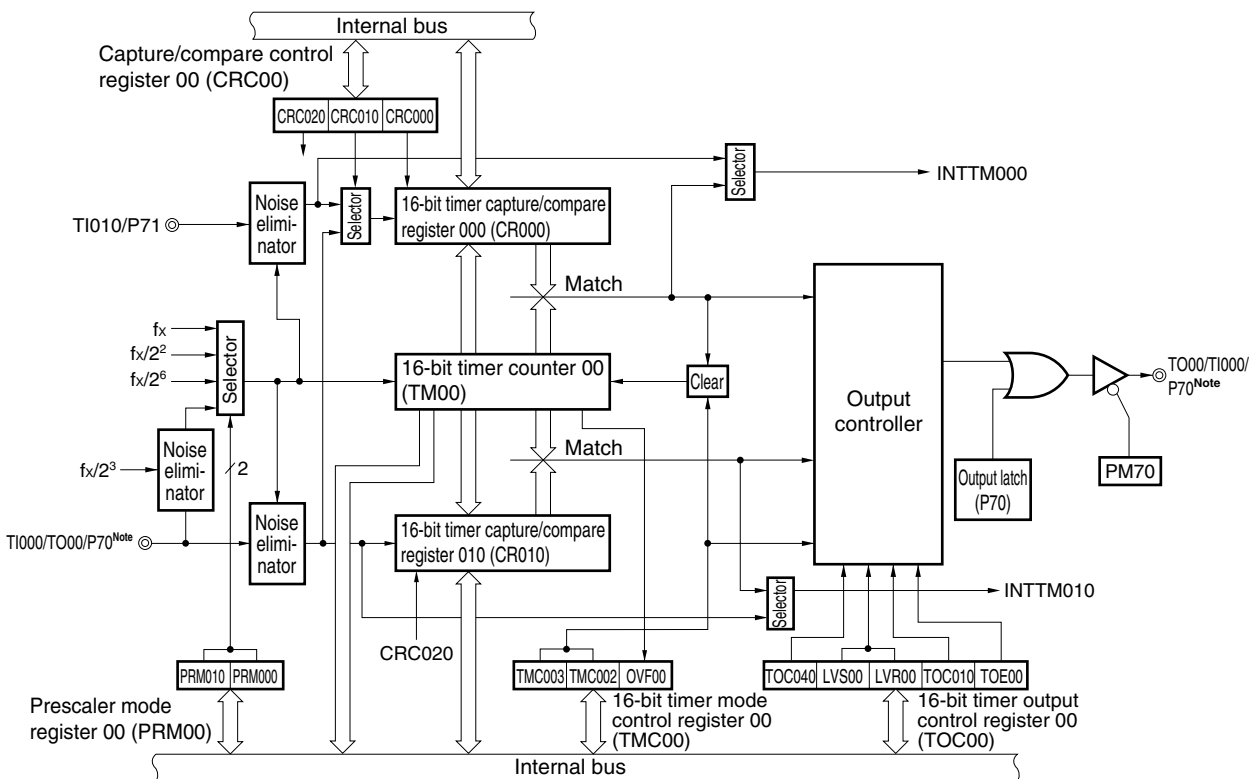 Internal bus
Capture/compare control
register 00 (CRC00)
CRC020 CRC010 CRC000
TI010/P71
Noise
elimi-
nator
Selector
16-bit timer capture/compare
register 000 (CR000)
Selector
INTTM000
Match
fX
fX/2²
fX/2⁶
Selector
16-bit timer counter 00
(TM00)
Clear
Output
controller
TO00/TI000/
P70Note
fX/2³
Noise
elimi-
nator
2
Match
Output latch
(P70)
PM70
TI000/TO00/P70Note
Noise
elimi-
nator
16-bit timer capture/compare
register 010 (CR010)
Selector
INTTM010
CRC020
PRM010 PRM000
TMC003 TMC002 OVF00
TOC040 LVS00 LVR00 TOC010 TOE00
Prescaler mode
register 00 (PRM00)
16-bit timer mode
control register 00
(TMC00)
16-bit timer output
control register 00
(TOC00)
Internal bus